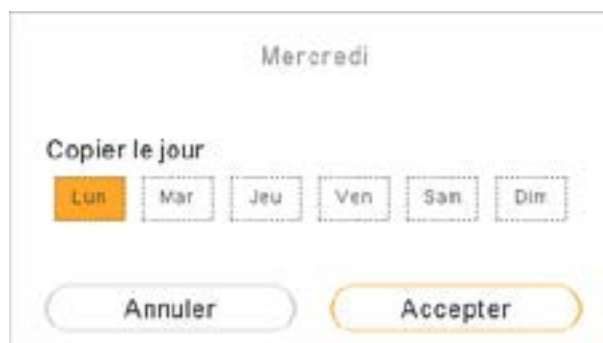 Mercredi
Copier le jour
Lun Mar Jeu Ven Sam Dim
Annuler Accepter